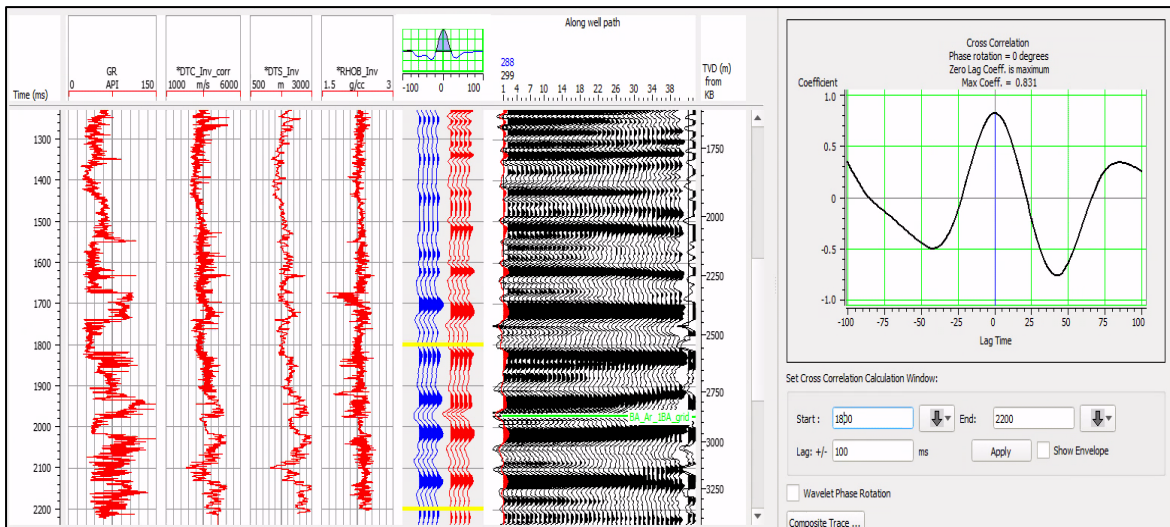 Along well path
288
299
GR
API
0 150
*DTC_Inv_corr
m/s
1000 6000
*DTS_Inv
m
500 3000
*RHOB_Inv
g/cc
1.5 3
-100 0 100
1 4 7 10 14 18 22 26 30 34 38
TVD (m)
from
KB
Time (ms)
1300
1400
1500
1600
1700
1800
1900
2000
2100
2200
1750
2000
2250
2500
2750
3000
3250
BA_Ar_1BA_grid
Cross Correlation
Phase rotation = 0 degrees
Zero Lag Coeff. is maximum
Max Coeff. = 0.831
Coefficient
1.0
0.5
0
-0.5
-1.0
-100 -75 -50 -25 0 25 50 75 100
Lag Time
Set Cross Correlation Calculation Window:
Start : 1800 End: 2200
Lag: +/- 100 ms Apply Show Envelope
Wavelet Phase Rotation
Composite Trace ...